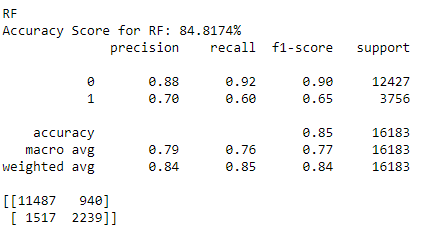 RF
Accuracy Score for RF: 84.8174%
precision recall f1-score support
0 0.88 0.92 0.90 12427
1 0.70 0.60 0.65 3756
accuracy 0.85 16183
macro avg 0.79 0.76 0.77 16183
weighted avg 0.84 0.85 0.84 16183
[[11487 940]
[ 1517 2239]]